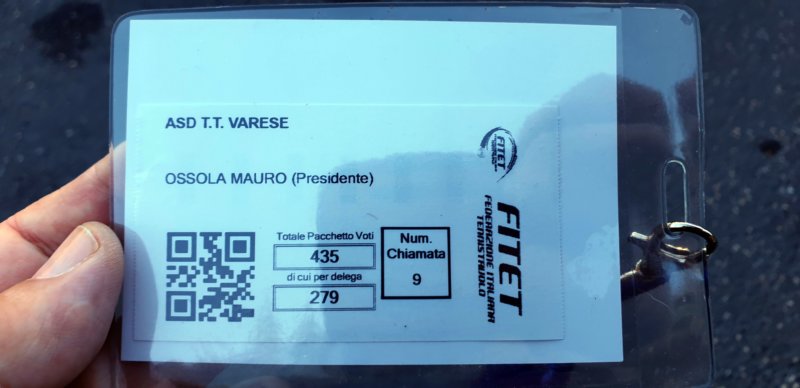 ASD T.T. VARESE
OSSOLA MAURO (Presidente)
Totale Pacchetto Voti
435
di cui per delega
279
Num.
Chiamata
9
FITET
FITET
FEDERAZIONE ITALIANA
TENNISTAVOLO